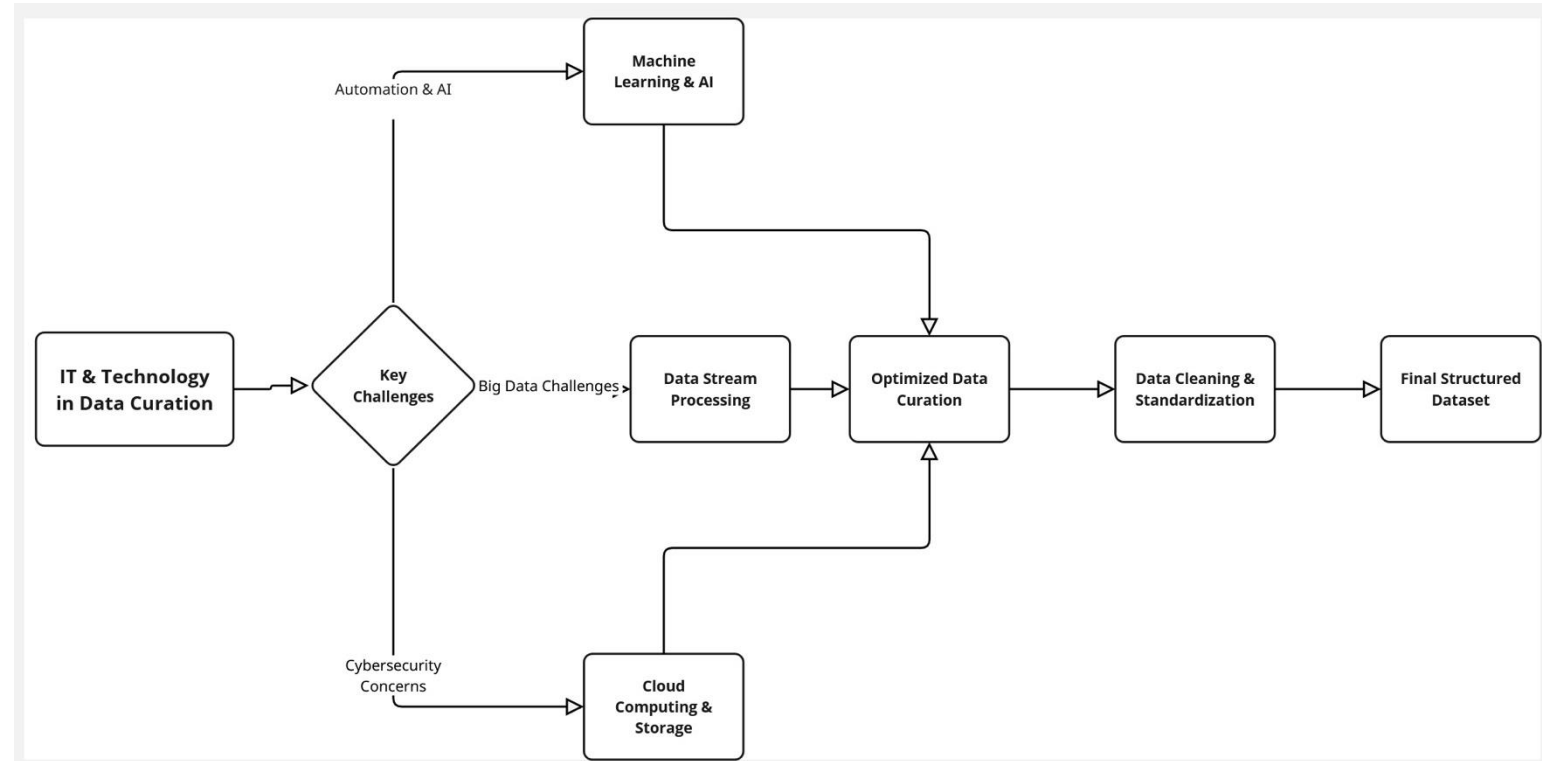 Machine
Learning & AI
Automation & AI
IT & Technology
in Data Curation
Key
Challenges
Big Data Challenges
Data Stream
Processing
Optimized Data
Curation
Data Cleaning &
Standardization
Final Structured
Dataset
Cybersecurity
Concerns
Cloud
Computing &
Storage